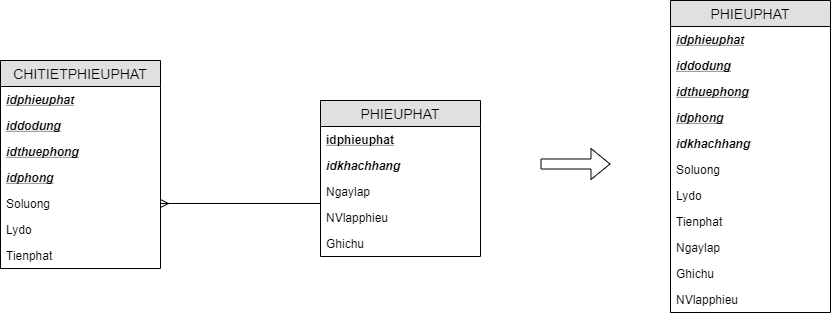 CHITIETPHIEUPHAT
idphieuphat
iddodung
idthuephong
idphong
Soluong
Lydo
Tienphat
PHIEUPHAT
idphieuphat
idkhachhang
Ngaylap
NVlapphieu
Ghichu
PHIEUPHAT
idphieuphat
iddodung
idthuephong
idphong
idkhachhang
Soluong
Lydo
Tienphat
Ngaylap
Ghichu
NVlapphieu